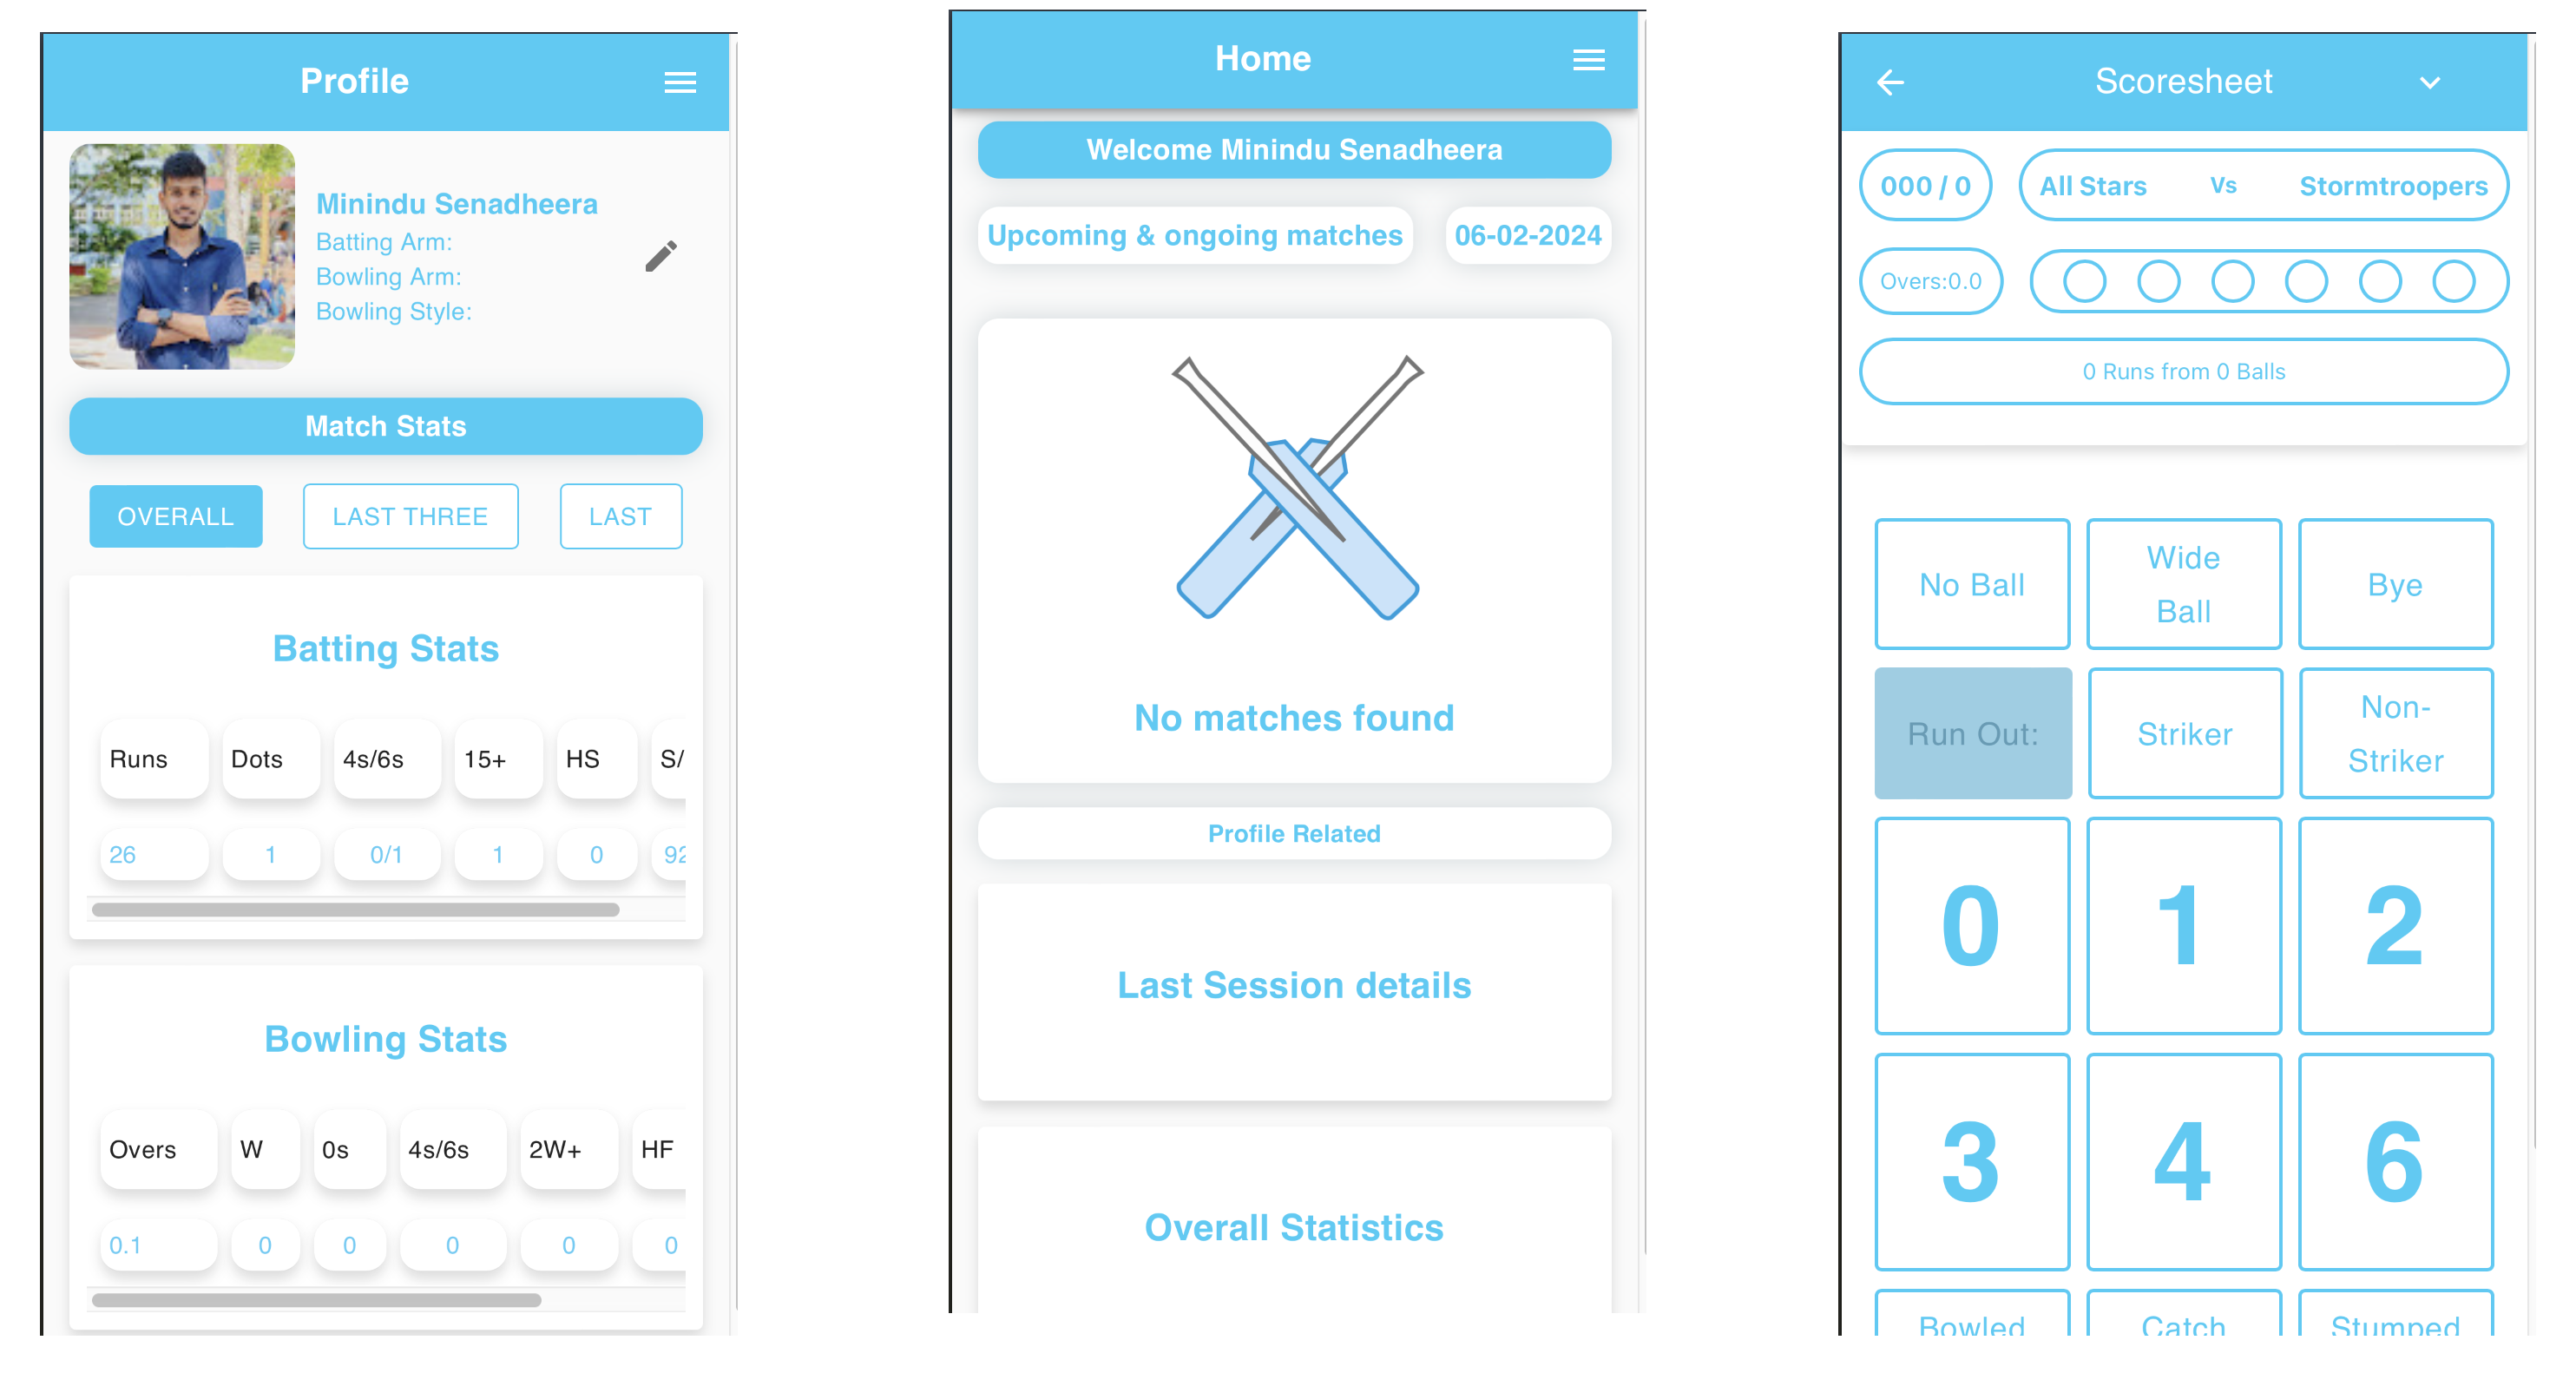 Profile
Minindu Senadheera
Batting Arm:
Bowling Arm:
Bowling Style:
Match Stats
OVERALL LAST THREE LAST
Batting Stats
Runs Dots 4s/6s 15+ HS S/
26 1 0/1 1 0 92
Bowling Stats
Overs W 0s 4s/6s 2W+ HF
0.1 0 0 0 0 0
Home
Welcome Minindu Senadheera
Upcoming & ongoing matches 06-02-2024
No matches found
Profile Related
Last Session details
Overall Statistics
Scoresheet
000 / 0 All Stars Vs Stormtroopers
Overs:0.0
0 Runs from 0 Balls
No Ball Wide Ball Bye
Run Out: Striker Non-Striker
0 1 2
3 4 6
Bowled Catch Stumped